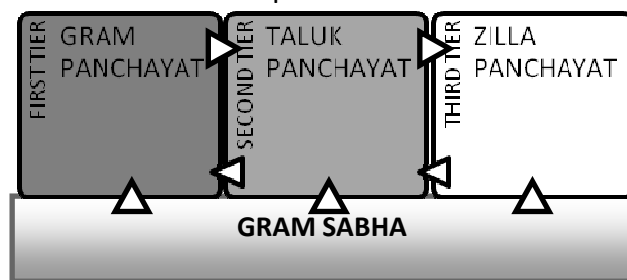 FIRST TIER
GRAM
PANCHAYAT
SECOND TIER
TALUK
PANCHAYAT
THIRD TIER
ZILLA
PANCHAYAT
GRAM SABHA